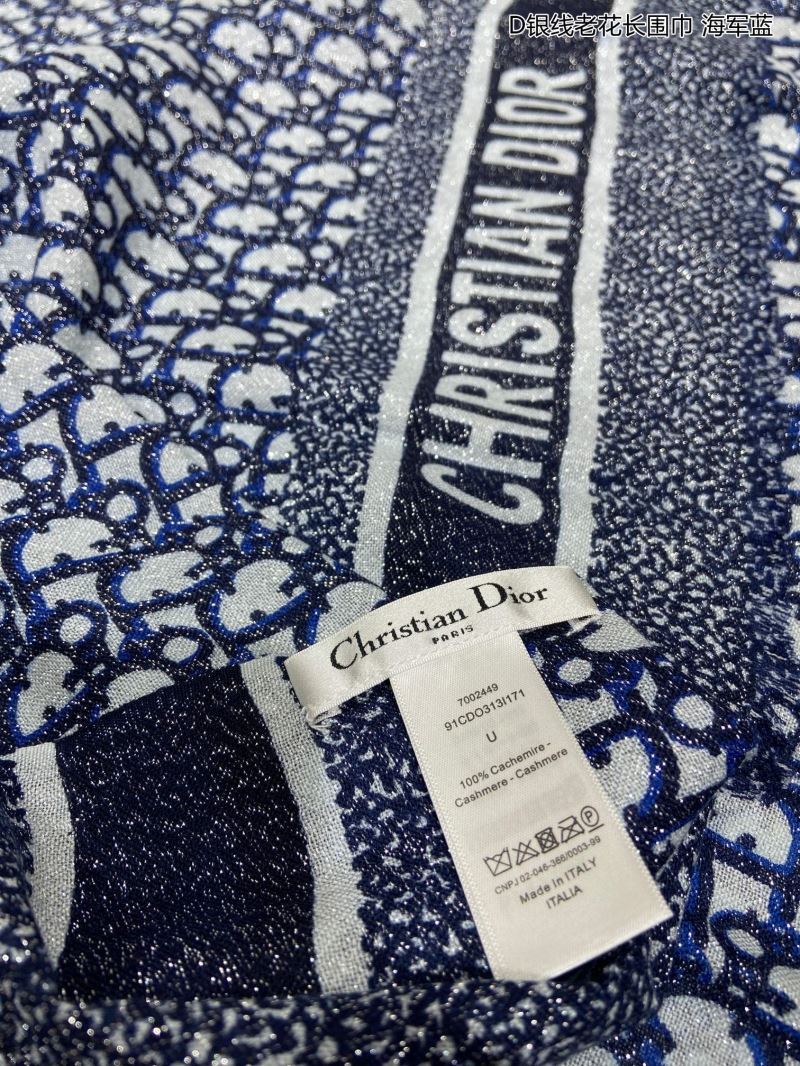 D银线老花长围巾 海军蓝
CHRISTIAN DIOR
Christian Dior
PARIS
7002449
91CDO313I171
U
100% Cachemire -
Cashmere - Cashmere
P
CNPJ 02-046-366/0003-99
Made in ITALY
ITALIA